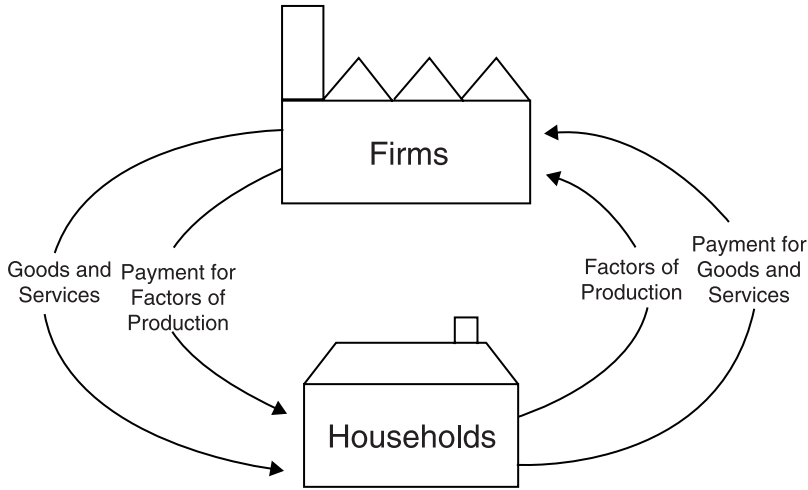 Firms
Goods and
Services
Payment for
Factors of
Production
Factors of
Production
Payment for
Goods and
Services
Households